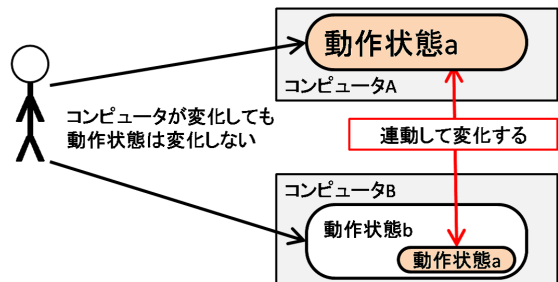 動作状態a
コンピュータA
コンピュータが変化しても
動作状態は変化しない
連動して変化する
コンピュータB
動作状態b
動作状態a